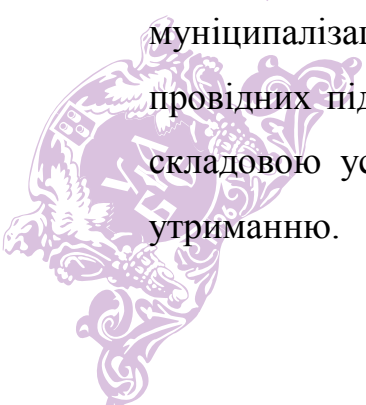 муніципалізац
провідних під
складовою ус
утриманню.